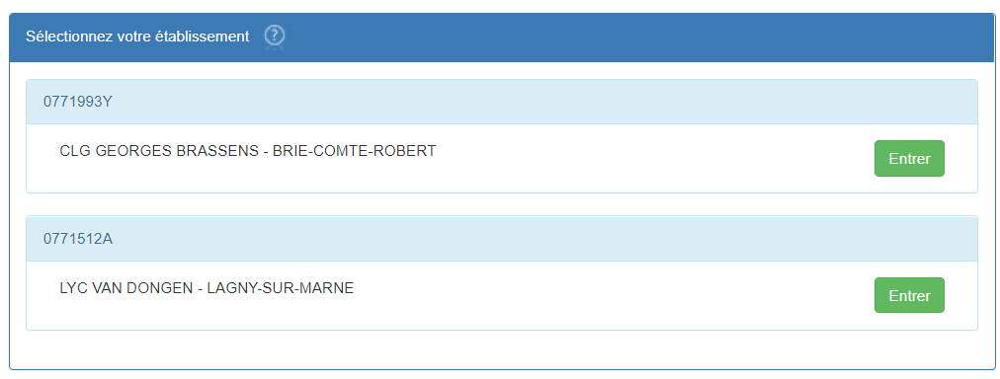 Sélectionnez votre établissement ?
0771993Y
CLG GEORGES BRASSENS - BRIE-COMTE-ROBERT
Entrer
0771512A
LYC VAN DONGEN - LAGNY-SUR-MARNE
Entrer